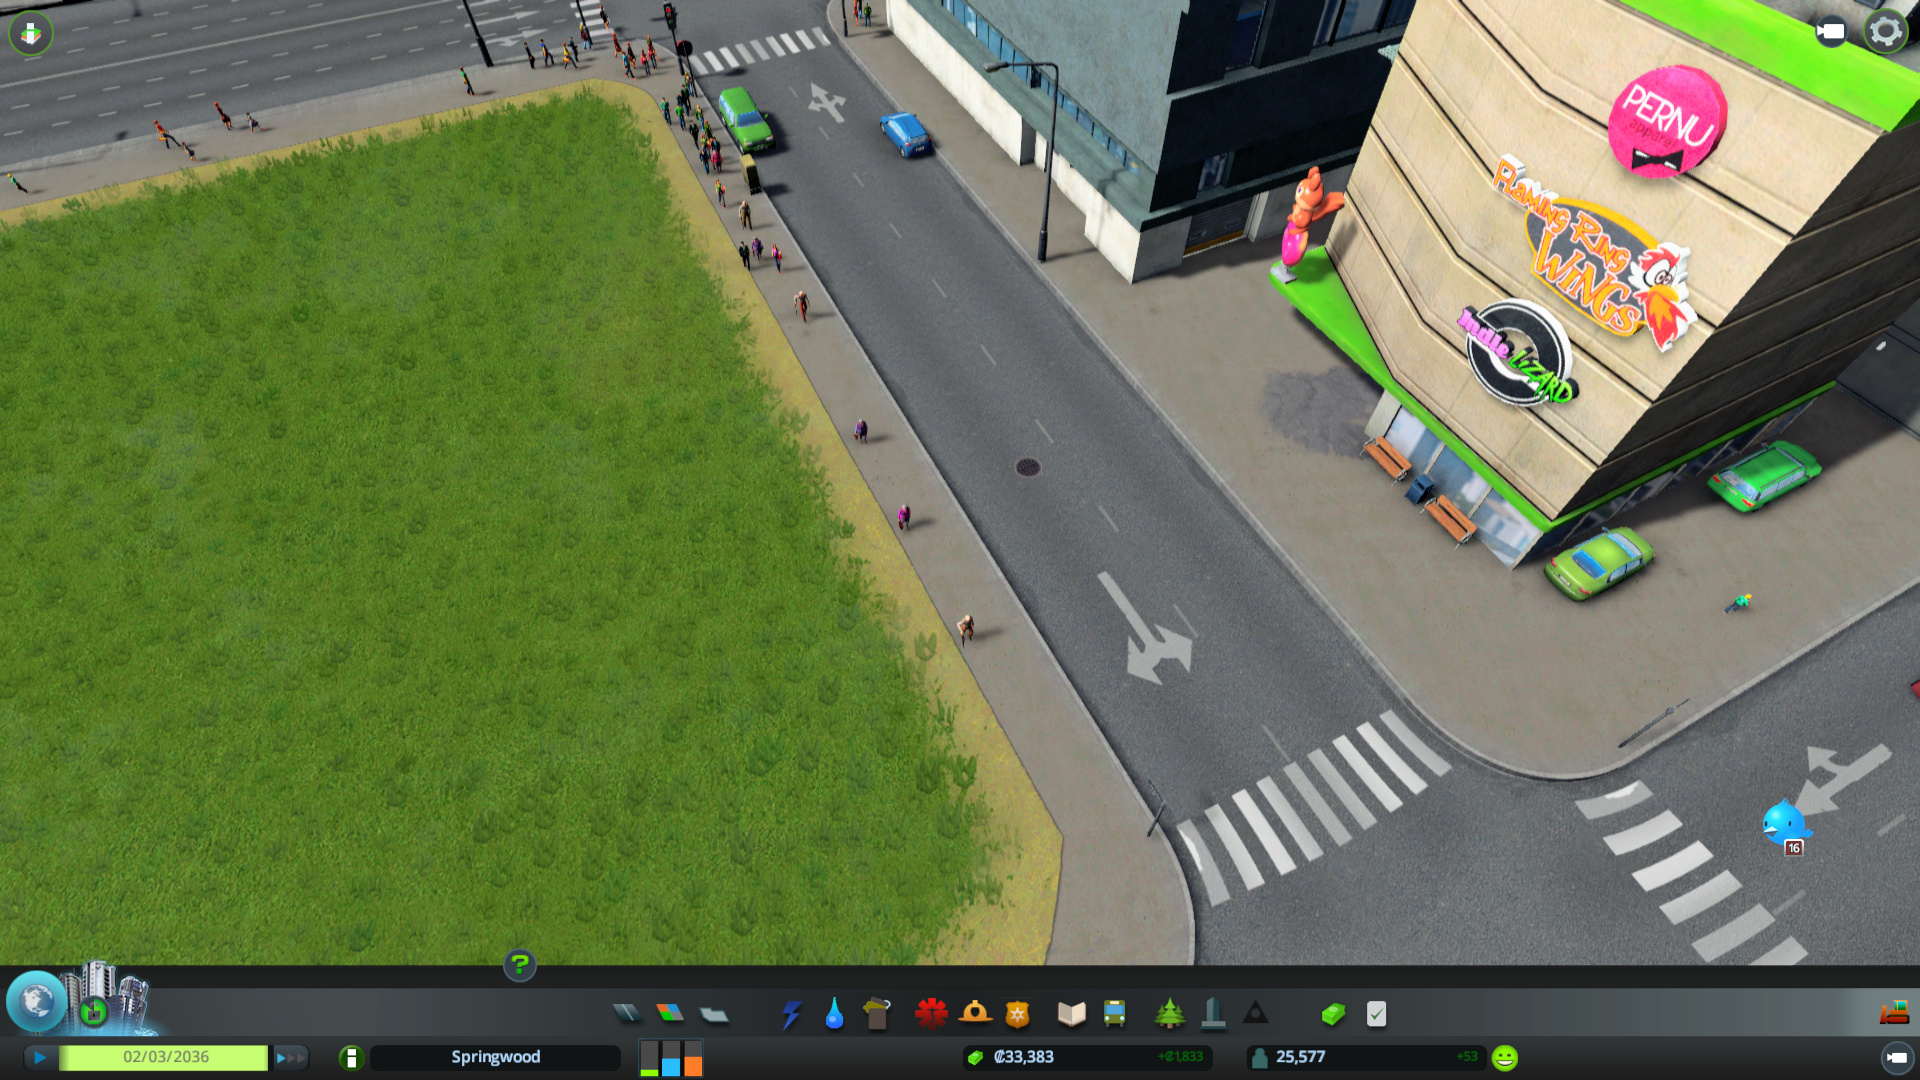 PERNU
apparel
FLAMING RING
WINGS
Indie LIZARD
16
?
02/03/2036
Springwood
₡33,383
+₡1,833
25,577
+53